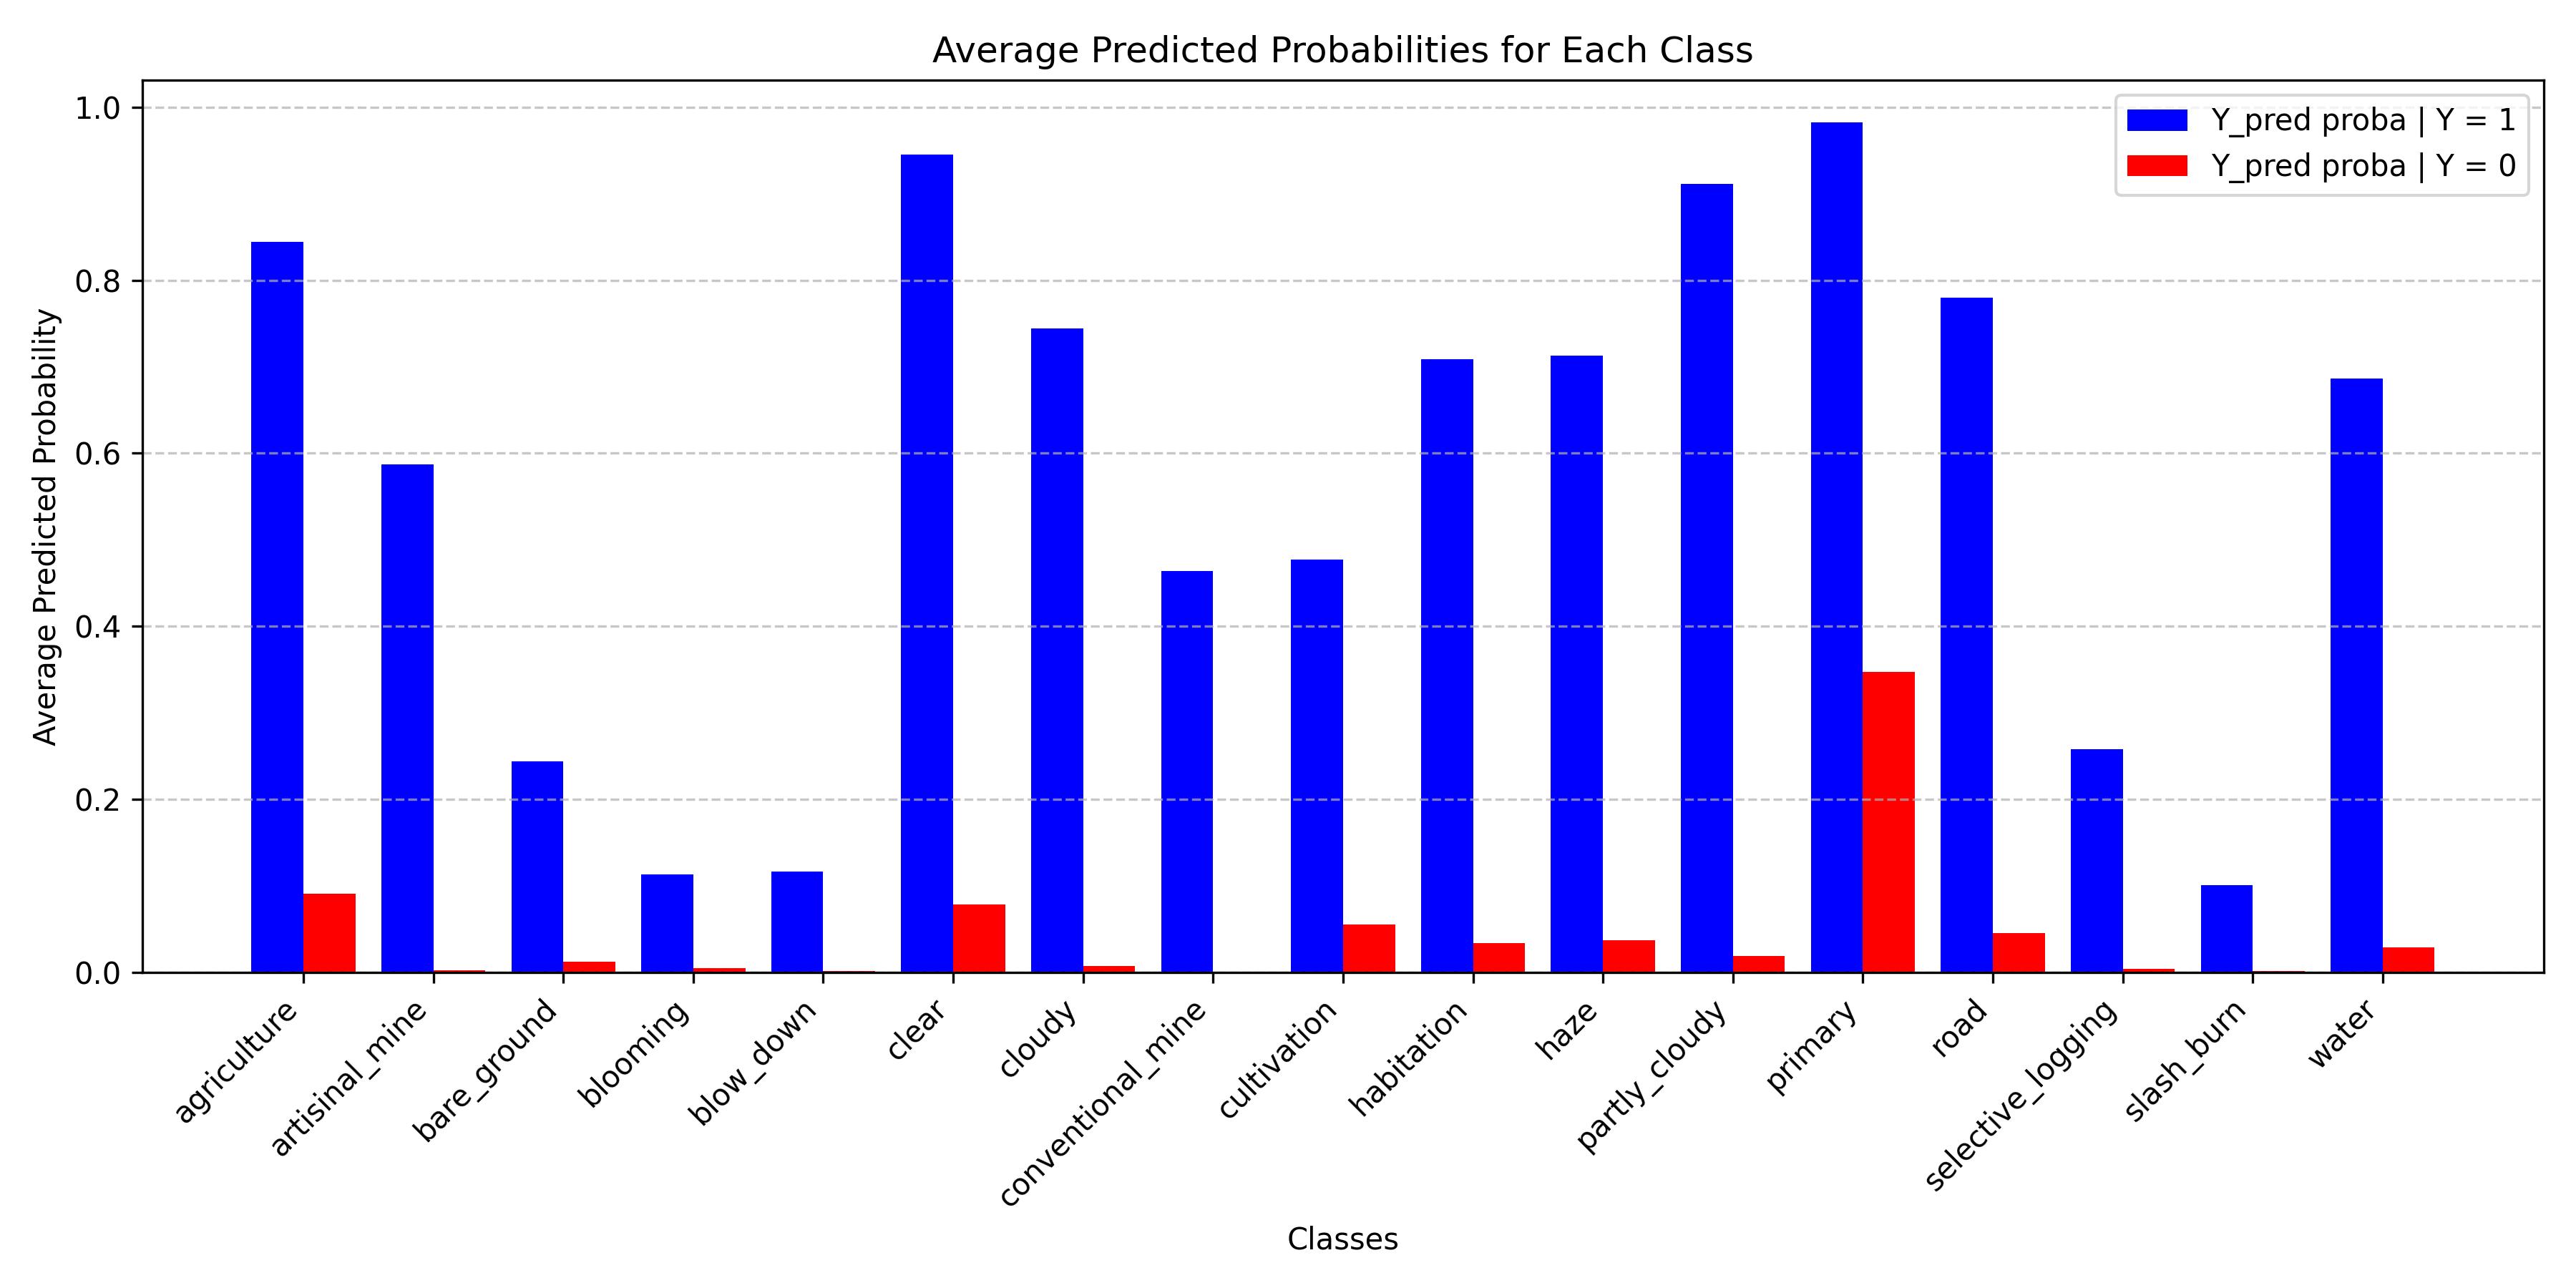 Average Predicted Probabilities for Each Class
Y_pred proba | Y = 1
Y_pred proba | Y = 0
Average Predicted Probability
1.0
0.8
0.6
0.4
0.2
0.0
agriculture
artisinal_mine
bare_ground
blooming
blow_down
clear
cloudy
conventional_mine
cultivation
habitation
haze
partly_cloudy
primary
road
selective_logging
slash_burn
water
Classes